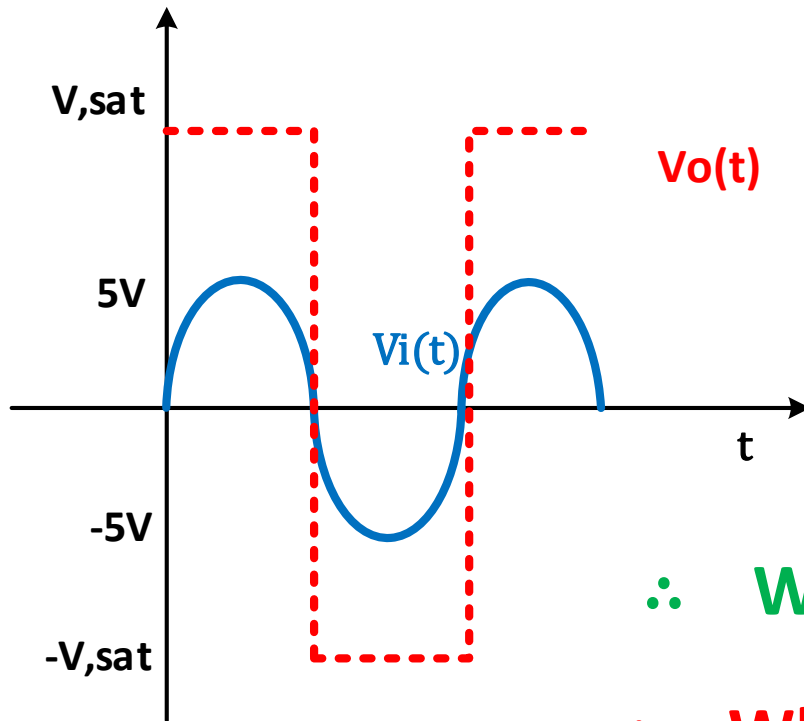 V,sat
Vo(t)
5V
Vi(t)
t
-5V
∴ W
-V,sat